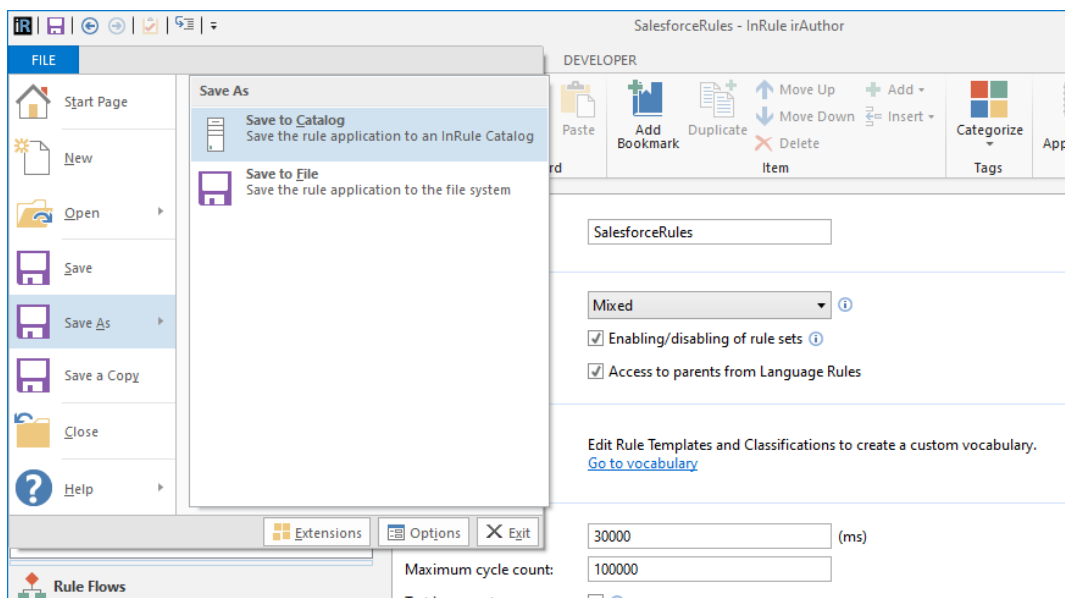 iR
SalesforceRules - InRule irAuthor
FILE
DEVELOPER
Start Page
New
Open
Save
Save As
Save a Copy
Close
Help
Save As
Save to Catalog
Save the rule application to an InRule Catalog
Save to File
Save the rule application to the file system
Extensions
Options
Exit
Paste
Add
Bookmark
Duplicate
Move Up
Move Down
Delete
Add
Insert
Categorize
App
rd
Item
Tags
SalesforceRules
Mixed
Enabling/disabling of rule sets
Access to parents from Language Rules
Edit Rule Templates and Classifications to create a custom vocabulary.
Go to vocabulary
30000
(ms)
Maximum cycle count:
100000
Rule Flows